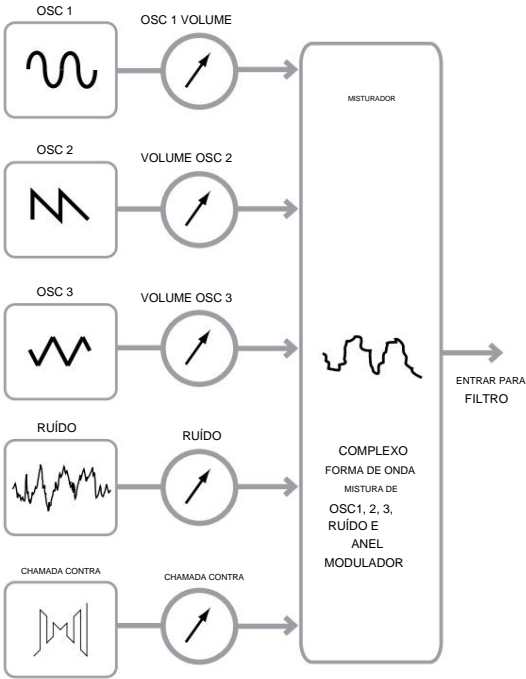 OSC 1
OSC 1 VOLUME
MISTURADOR
OSC 2
VOLUME OSC 2
OSC 3
VOLUME OSC 3
ENTRAR PARA
FILTRO
RUÍDO
RUÍDO
COMPLEXO
FORMA DE ONDA
MISTURA DE
OSC1, 2, 3,
RUÍDO E
ANEL
MODULADOR
CHAMADA CONTRA
CHAMADA CONTRA